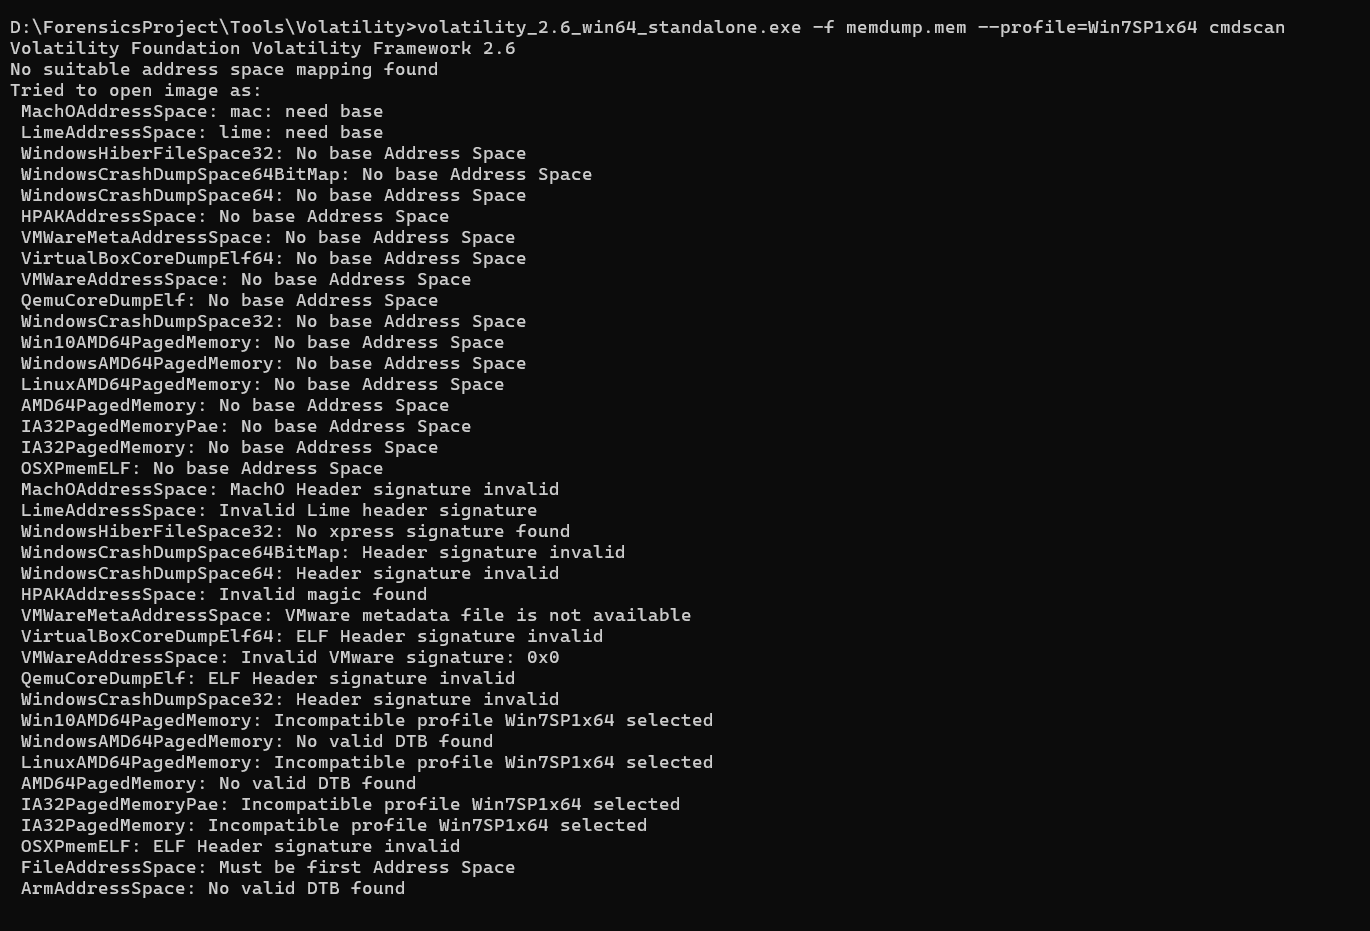 D:\ForensicsProject\Tools\Volatility>volatility_2.6_win64_standalone.exe -f memdump.mem --profile=Win7SP1x64 cmdscan
Volatility Foundation Volatility Framework 2.6
No suitable address space mapping found
Tried to open image as:
 MachOAddressSpace: mac: need base
 LimeAddressSpace: lime: need base
 WindowsHiberFileSpace32: No base Address Space
 WindowsCrashDumpSpace64BitMap: No base Address Space
 WindowsCrashDumpSpace64: No base Address Space
 HPAKAddressSpace: No base Address Space
 VMWareMetaAddressSpace: No base Address Space
 VirtualBoxCoreDumpElf64: No base Address Space
 VMWareAddressSpace: No base Address Space
 QemuCoreDumpElf: No base Address Space
 WindowsCrashDumpSpace32: No base Address Space
 Win10AMD64PagedMemory: No base Address Space
 WindowsAMD64PagedMemory: No base Address Space
 LinuxAMD64PagedMemory: No base Address Space
 AMD64PagedMemory: No base Address Space
 IA32PagedMemoryPae: No base Address Space
 IA32PagedMemory: No base Address Space
 OSXPmemELF: No base Address Space
 MachOAddressSpace: MachO Header signature invalid
 LimeAddressSpace: Invalid Lime header signature
 WindowsHiberFileSpace32: No xpress signature found
 WindowsCrashDumpSpace64BitMap: Header signature invalid
 WindowsCrashDumpSpace64: Header signature invalid
 HPAKAddressSpace: Invalid magic found
 VMWareMetaAddressSpace: VMware metadata file is not available
 VirtualBoxCoreDumpElf64: ELF Header signature invalid
 VMWareAddressSpace: Invalid VMware signature: 0x0
 QemuCoreDumpElf: ELF Header signature invalid
 WindowsCrashDumpSpace32: Header signature invalid
 Win10AMD64PagedMemory: Incompatible profile Win7SP1x64 selected
 WindowsAMD64PagedMemory: No valid DTB found
 LinuxAMD64PagedMemory: Incompatible profile Win7SP1x64 selected
 AMD64PagedMemory: No valid DTB found
 IA32PagedMemoryPae: Incompatible profile Win7SP1x64 selected
 IA32PagedMemory: Incompatible profile Win7SP1x64 selected
 OSXPmemELF: ELF Header signature invalid
 FileAddressSpace: Must be first Address Space
 ArmAddressSpace: No valid DTB found